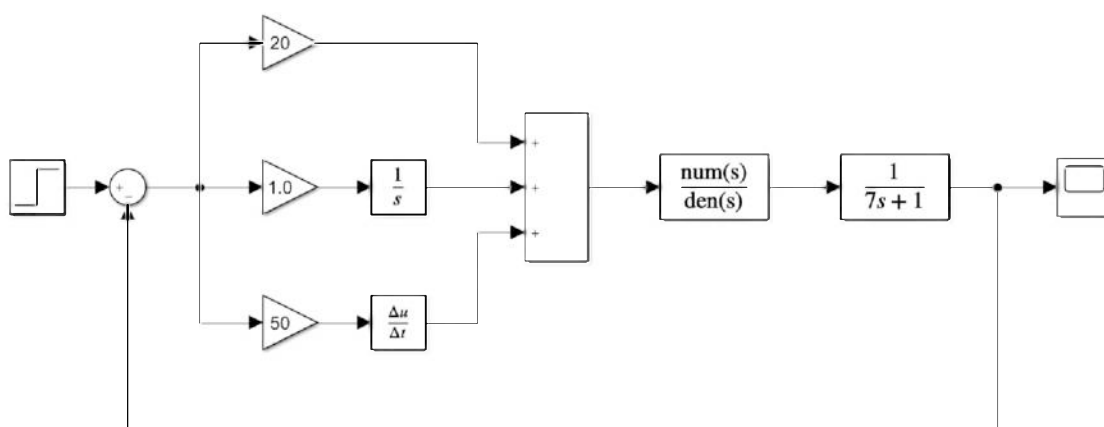 20
+
+
−
1.0
1
s
+
num(s)
den(s)
1
7s + 1
+
50
Δu
Δt